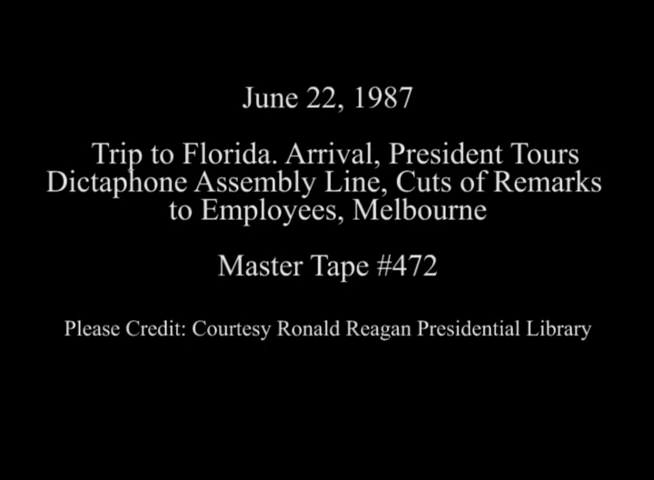 June 22, 1987
Trip to Florida. Arrival, President Tours
Dictaphone Assembly Line, Cuts of Remarks
to Employees, Melbourne
Master Tape #472
Please Credit: Courtesy Ronald Reagan Presidential Library